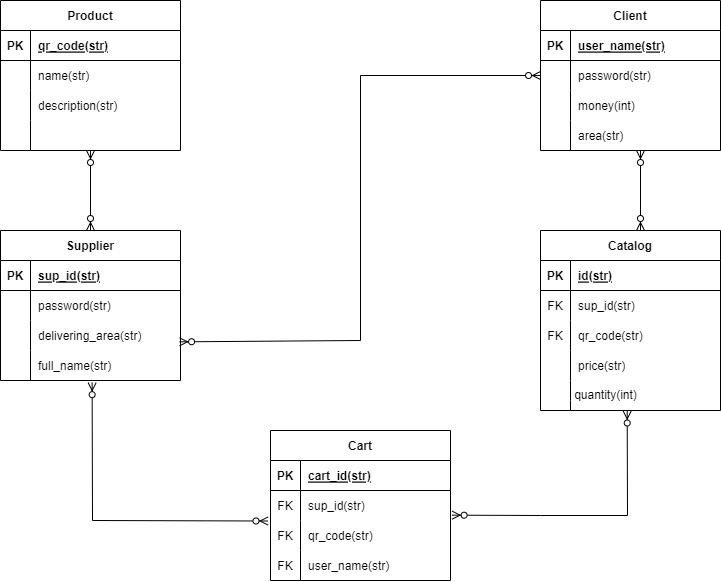 Product
PK qr_code(str)
name(str)
description(str)
Client
PK user_name(str)
password(str)
money(int)
area(str)
Supplier
PK sup_id(str)
password(str)
delivering_area(str)
full_name(str)
Catalog
PK id(str)
FK sup_id(str)
FK qr_code(str)
price(str)
quantity(int)
Cart
PK cart_id(str)
FK sup_id(str)
FK qr_code(str)
FK user_name(str)